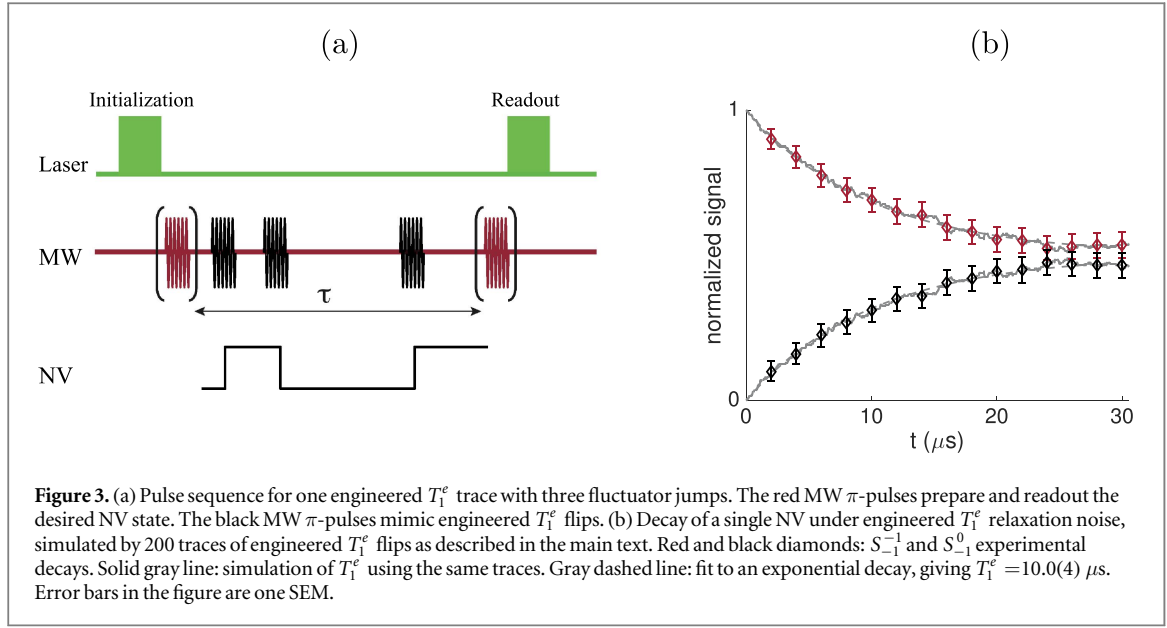 (a)
Initialization
Readout
Laser
MW
τ
NV
(b)
1
normalized signal
0
0 10 20 30
t (μs)
Figure 3. (a) Pulse sequence for one engineered T₁ᵉ trace with three fluctuator jumps. The red MW π-pulses prepare and readout the
desired NV state. The black MW π-pulses mimic engineered T₁ᵉ flips. (b) Decay of a single NV under engineered T₁ᵉ relaxation noise,
simulated by 200 traces of engineered T₁ᵉ flips as described in the main text. Red and black diamonds: S₋₁⁻¹ and S₋₁⁰ experimental
decays. Solid gray line: simulation of T₁ᵉ using the same traces. Gray dashed line: fit to an exponential decay, giving T₁ᵉ =10.0(4) μs.
Error bars in the figure are one SEM.